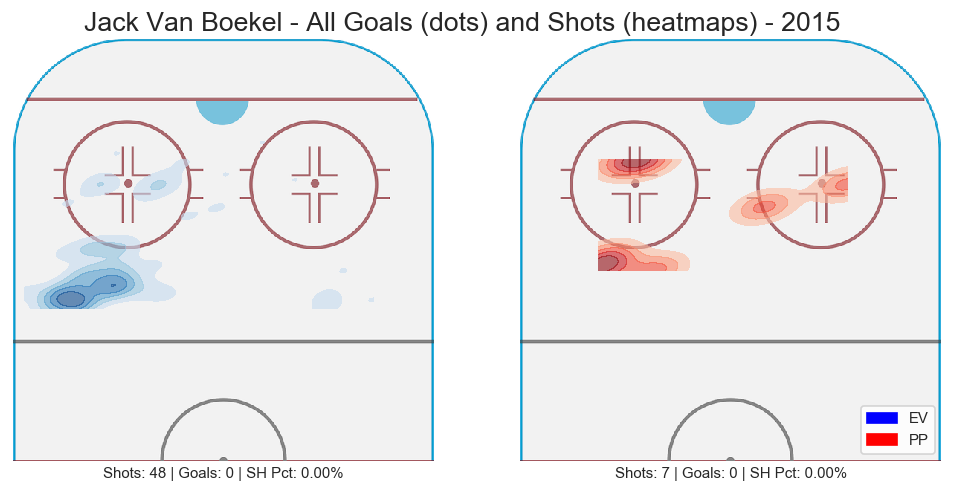 Jack Van Boekel - All Goals (dots) and Shots (heatmaps) - 2015
EV
PP
Shots: 48 | Goals: 0 | SH Pct: 0.00%
Shots: 7 | Goals: 0 | SH Pct: 0.00%